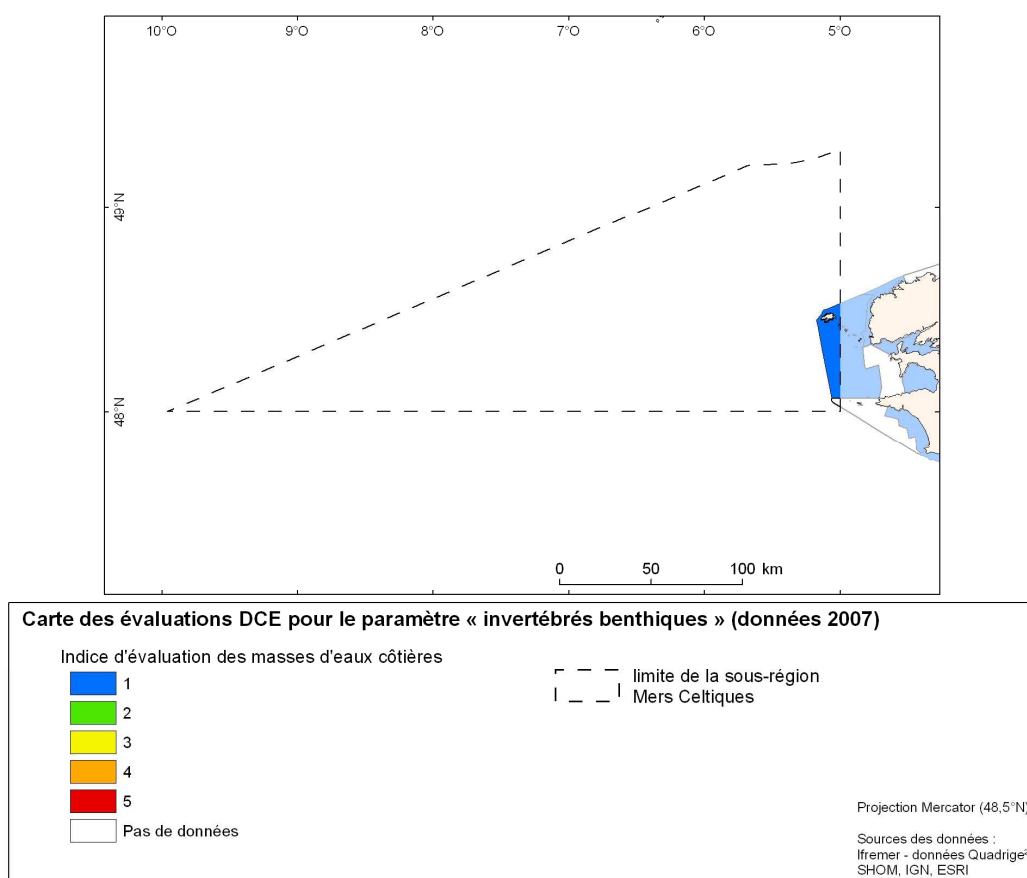 10°O 9°O 8°O 7°O 6°O 5°O
49°N
48°N
0 50 100 km
Carte des évaluations DCE pour le paramètre « invertébrés benthiques » (données 2007)
Indice d'évaluation des masses d'eaux côtières
1
2
3
4
5
Pas de données
limite de la sous-région
Mers Celtiques
Projection Mercator (48,5°N)
Sources des données :
Ifremer - données Quadrige²
SHOM, IGN, ESRI